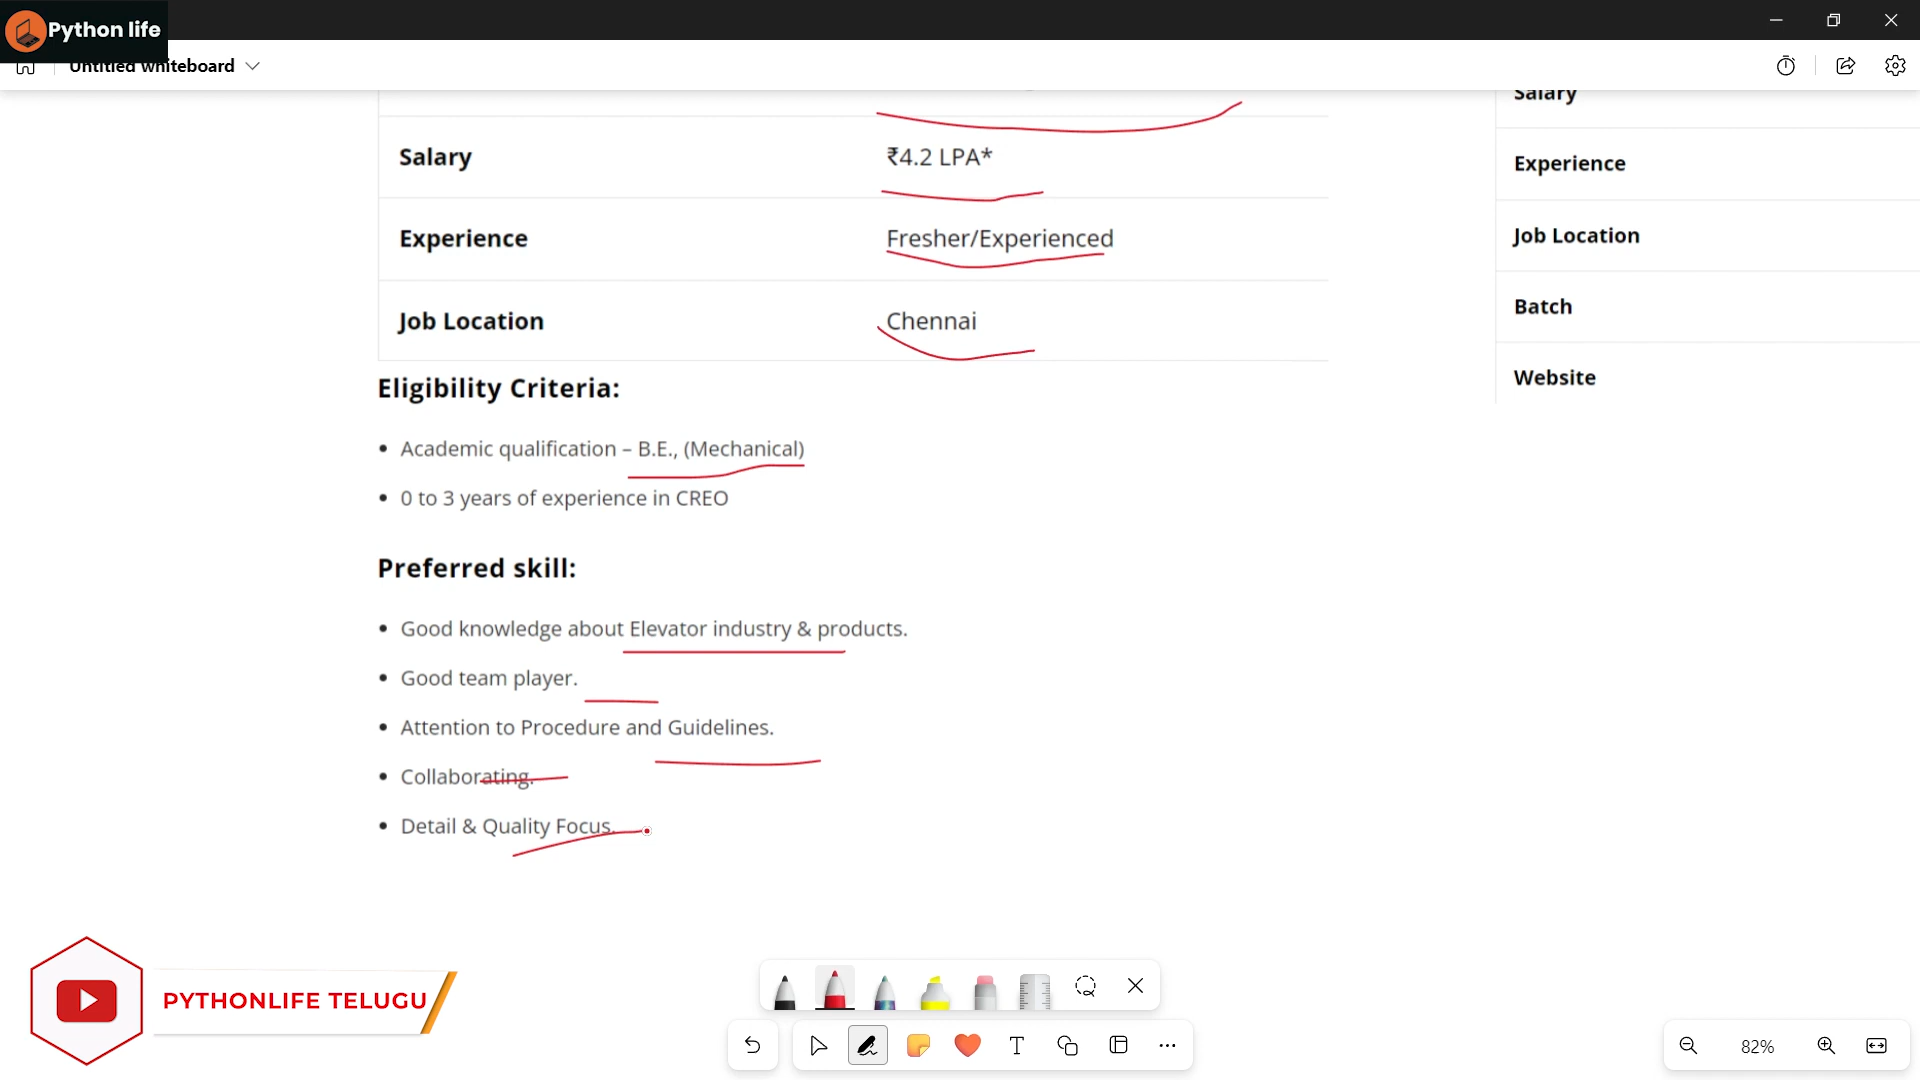 Python life
Untitled whiteboard
Salary
Salary ₹4.2 LPA*
Experience
Experience Fresher/Experienced
Job Location
Job Location Chennai
Batch
Website
Eligibility Criteria:
• Academic qualification – B.E., (Mechanical)
• 0 to 3 years of experience in CREO
Preferred skill:
• Good knowledge about Elevator industry & products.
• Good team player.
• Attention to Procedure and Guidelines.
• Collaborating.
• Detail & Quality Focus.
PYTHONLIFE TELUGU
82%